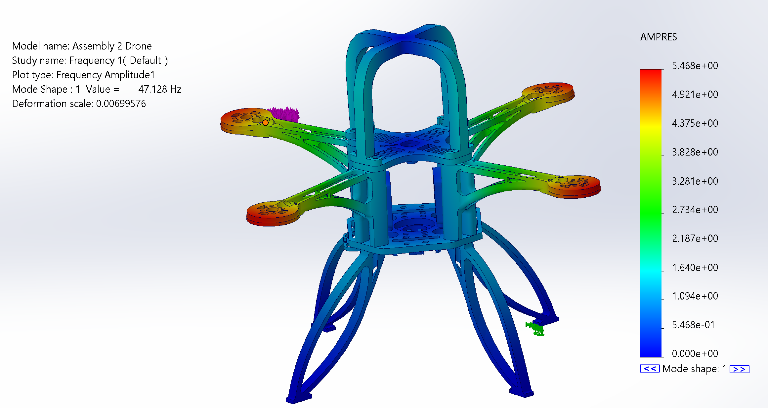 Model name: Assembly 2 Drone
Study name: Frequency 1( Default )
Plot type: Frequency Amplitude1
Mode Shape : 1 Value = 47.128 Hz
Deformation scale: 0.00699576
AMPRES
5.468e+00
4.921e+00
4.375e+00
3.828e+00
3.281e+00
2.734e+00
2.187e+00
1.640e+00
1.094e+00
5.468e-01
0.000e+00
<< Mode shape: 1 >>